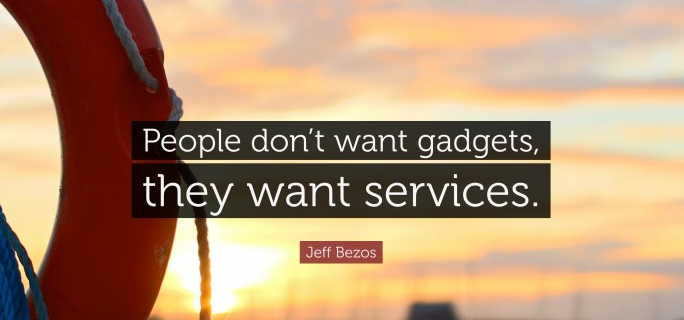 People don’t want gadgets,
they want services.
Jeff Bezos